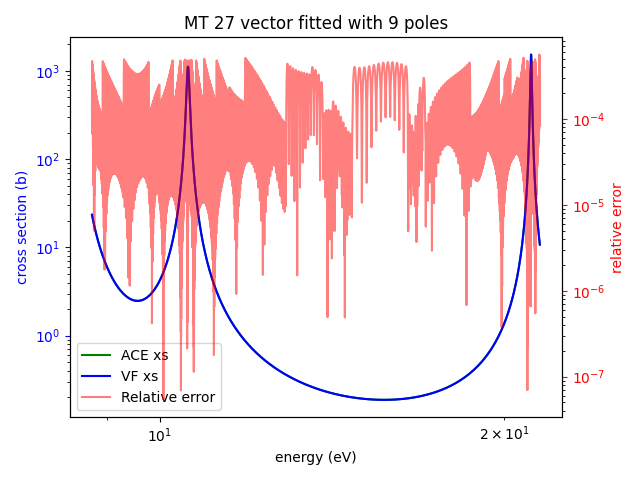 MT 27 vector fitted with 9 poles
10³
10²
10¹
10⁰
cross section (b)
10⁻⁴
10⁻⁵
10⁻⁶
10⁻⁷
relative error
ACE xs
VF xs
Relative error
10¹
2 × 10¹
energy (eV)